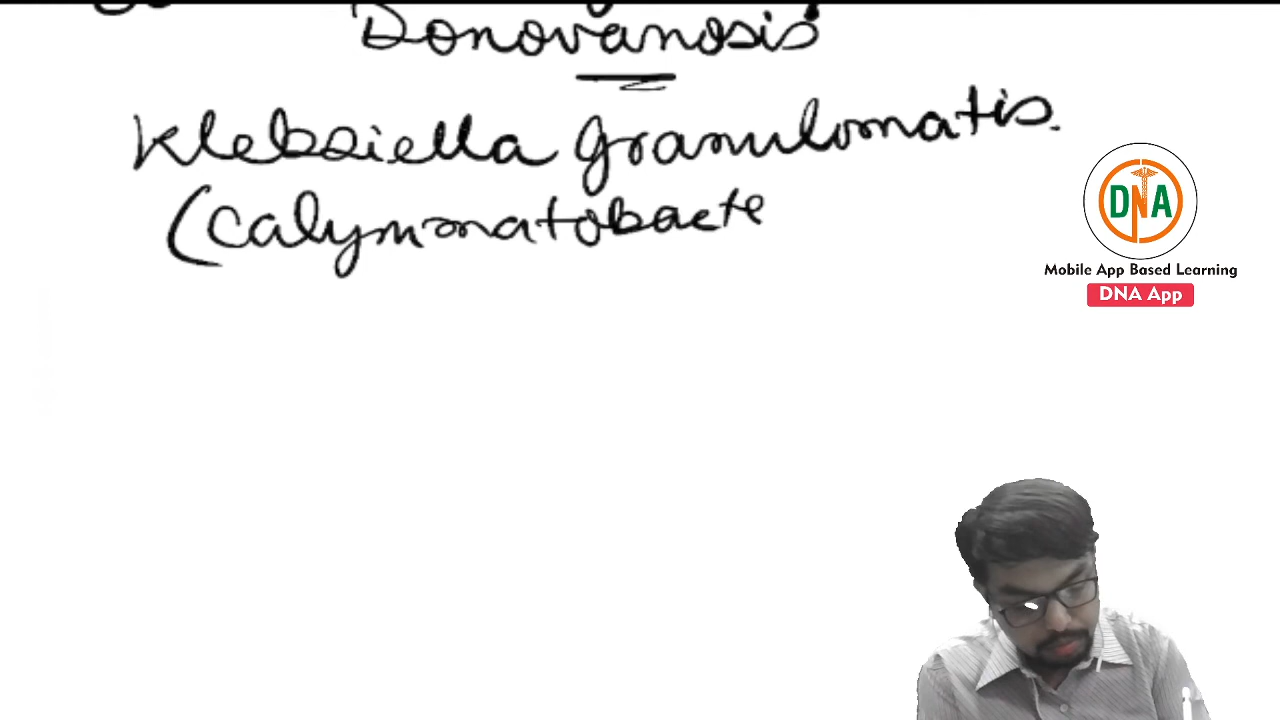 Donovanosis
Klebsiella granulomatis.
(Calymmatobacte
DNA
Mobile App Based Learning
DNA App